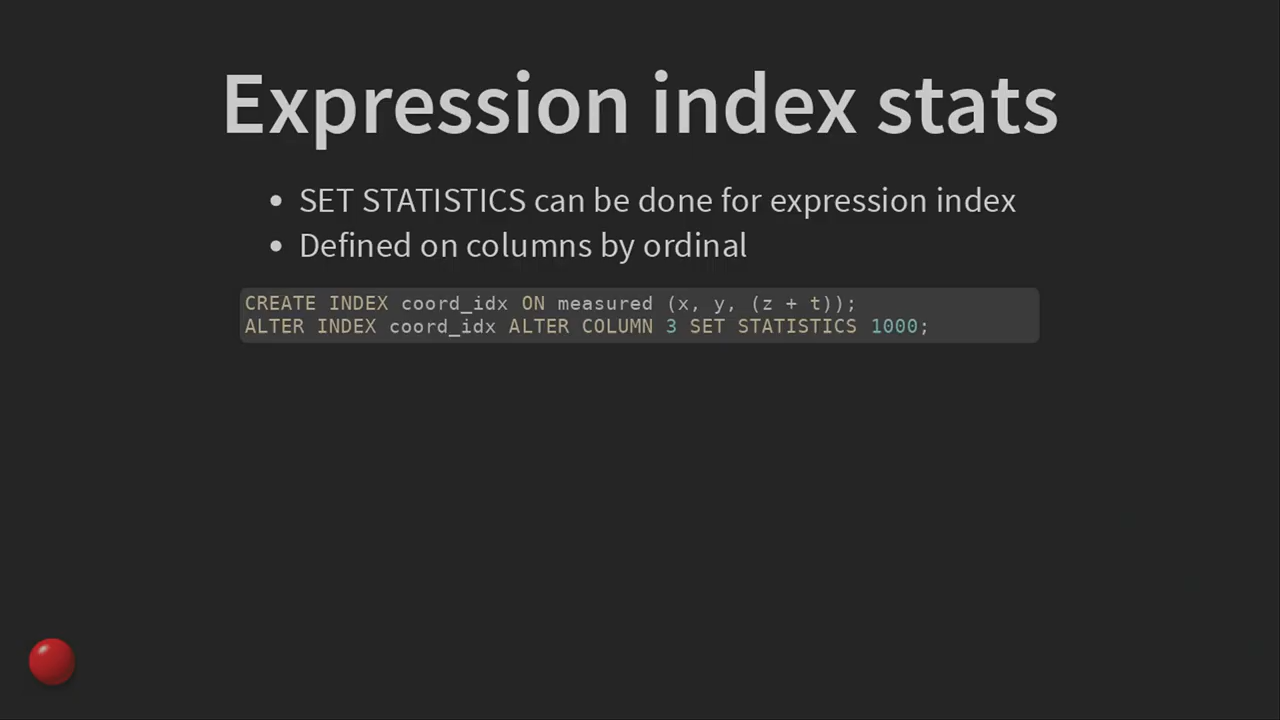 Expression index stats
• SET STATISTICS can be done for expression index
• Defined on columns by ordinal
CREATE INDEX coord_idx ON measured (x, y, (z + t));
ALTER INDEX coord_idx ALTER COLUMN 3 SET STATISTICS 1000;